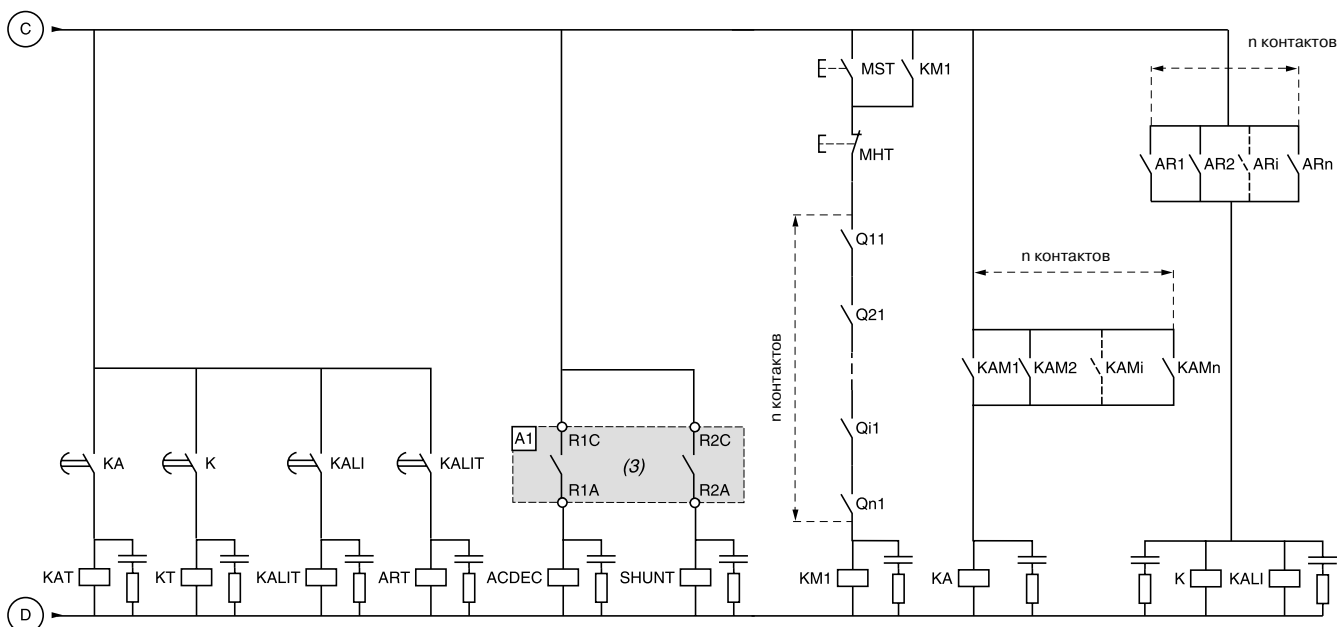 C
n контактов
MST KM1
MHT
AR1 AR2 ARi ARn
Q11
n контактов
Q21
n контактов
KAM1 KAM2 KAMi KAMn
Qi1
A1 R1C R2C
KA K KALI KALIT
(3)
R1A R2A
Qn1
KAT KT KALIT ART ACDEC SHUNT KM1 KA K KALI
D